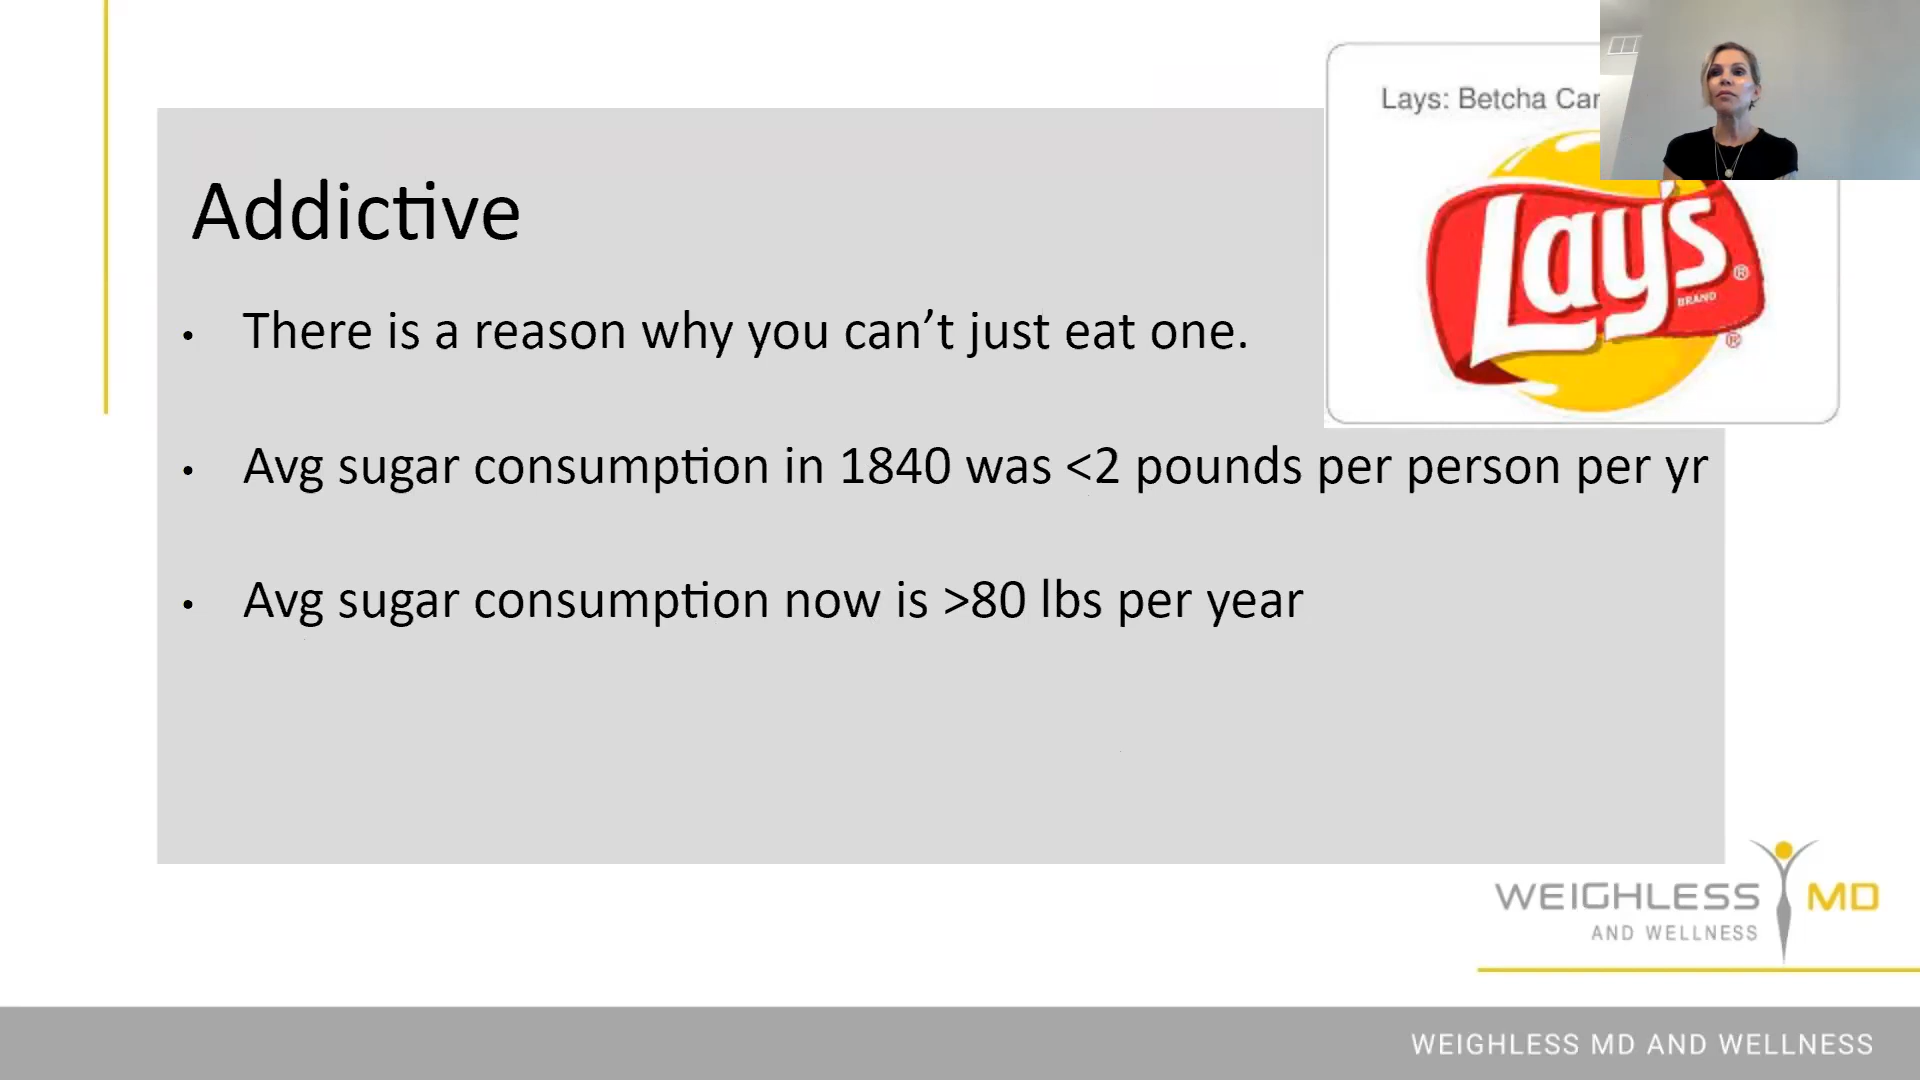 Lays: Betcha
Lay's
BRAND
Addictive
• There is a reason why you can’t just eat one.
• Avg sugar consumption in 1840 was <2 pounds per person per yr
• Avg sugar consumption now is >80 lbs per year
WEIGHLESS MD
AND WELLNESS
WEIGHLESS MD AND WELLNESS